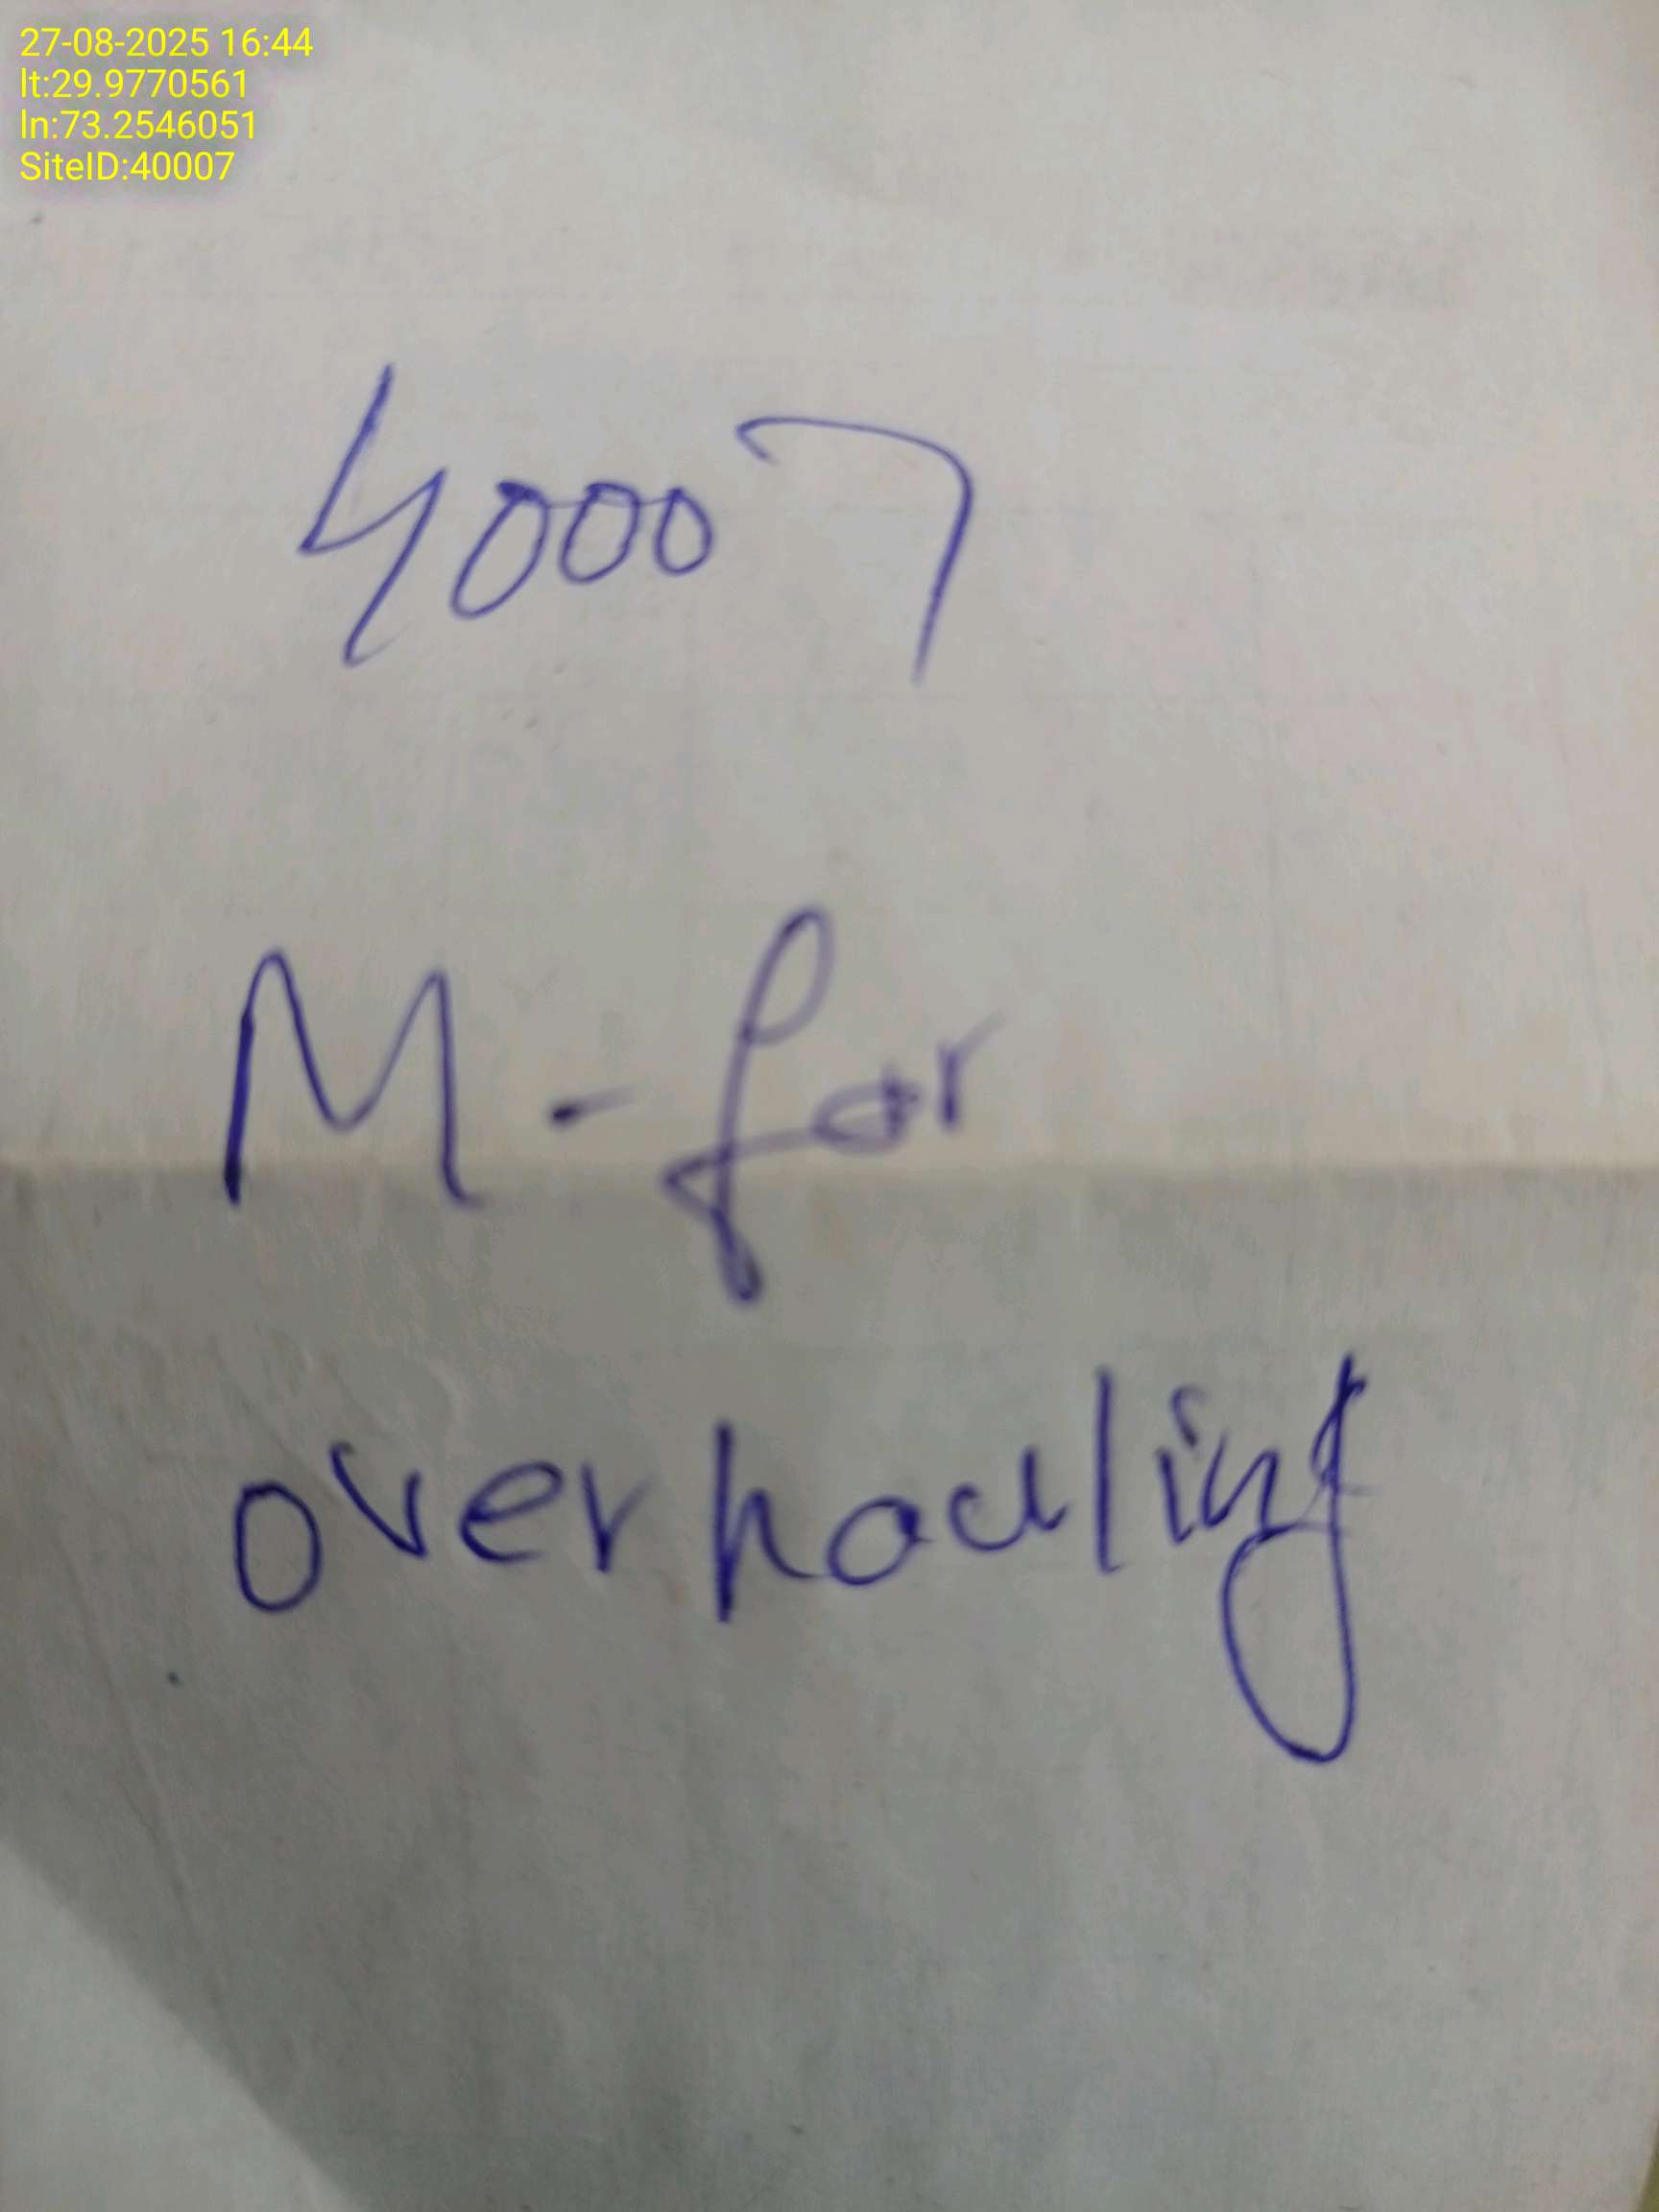 27-08-2025 16:44
lt:29.9770561
ln:73.2546051
SiteID:40007
40007
M - for
overhauling